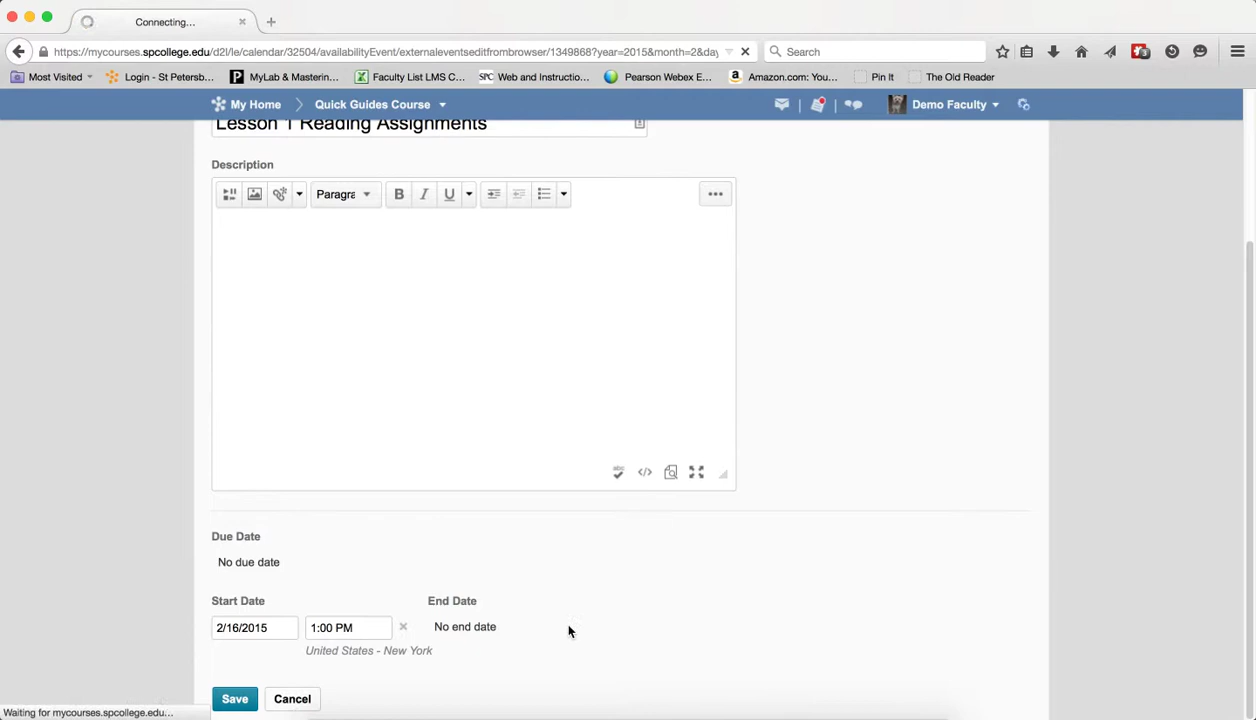 Connecting...
https://mycourses.spcollege.edu/d2l/le/calendar/32504/availabilityEvent/externaleventseditfrombrowser/1349868?year=2015&month=2&day
Search
Most Visited
Login - St Petersb...
MyLab & Mastering...
Faculty List LMS C...
SPC Web and Instructio...
Pearson Webex E...
Amazon.com: You...
Pin It
The Old Reader
My Home
Quick Guides Course
Demo Faculty
Lesson 1 Reading Assignments
Description
Paragra
B I U
abc
Due Date
No due date
Start Date
End Date
2/16/2015
1:00 PM
No end date
United States - New York
Save
Cancel
Waiting for mycourses.spcollege.edu...